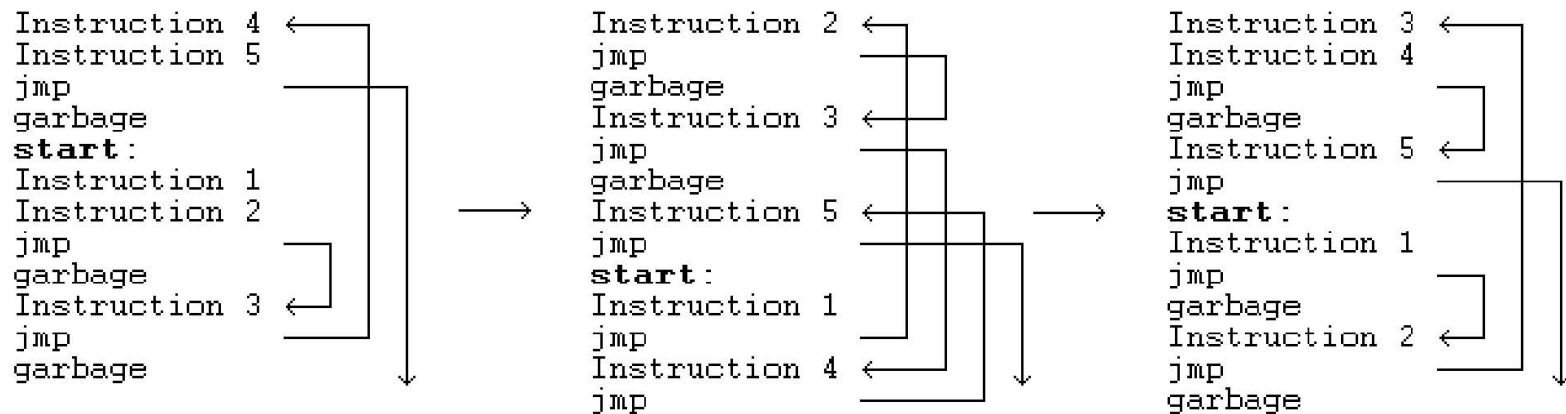 Instruction 4
Instruction 5
jmp
garbage
start:
Instruction 1
Instruction 2
jmp
garbage
Instruction 3
jmp
garbage
Instruction 2
jmp
garbage
Instruction 3
jmp
garbage
Instruction 5
jmp
start:
Instruction 1
jmp
Instruction 4
jmp
Instruction 3
Instruction 4
jmp
garbage
Instruction 5
jmp
start:
Instruction 1
jmp
garbage
Instruction 2
jmp
garbage